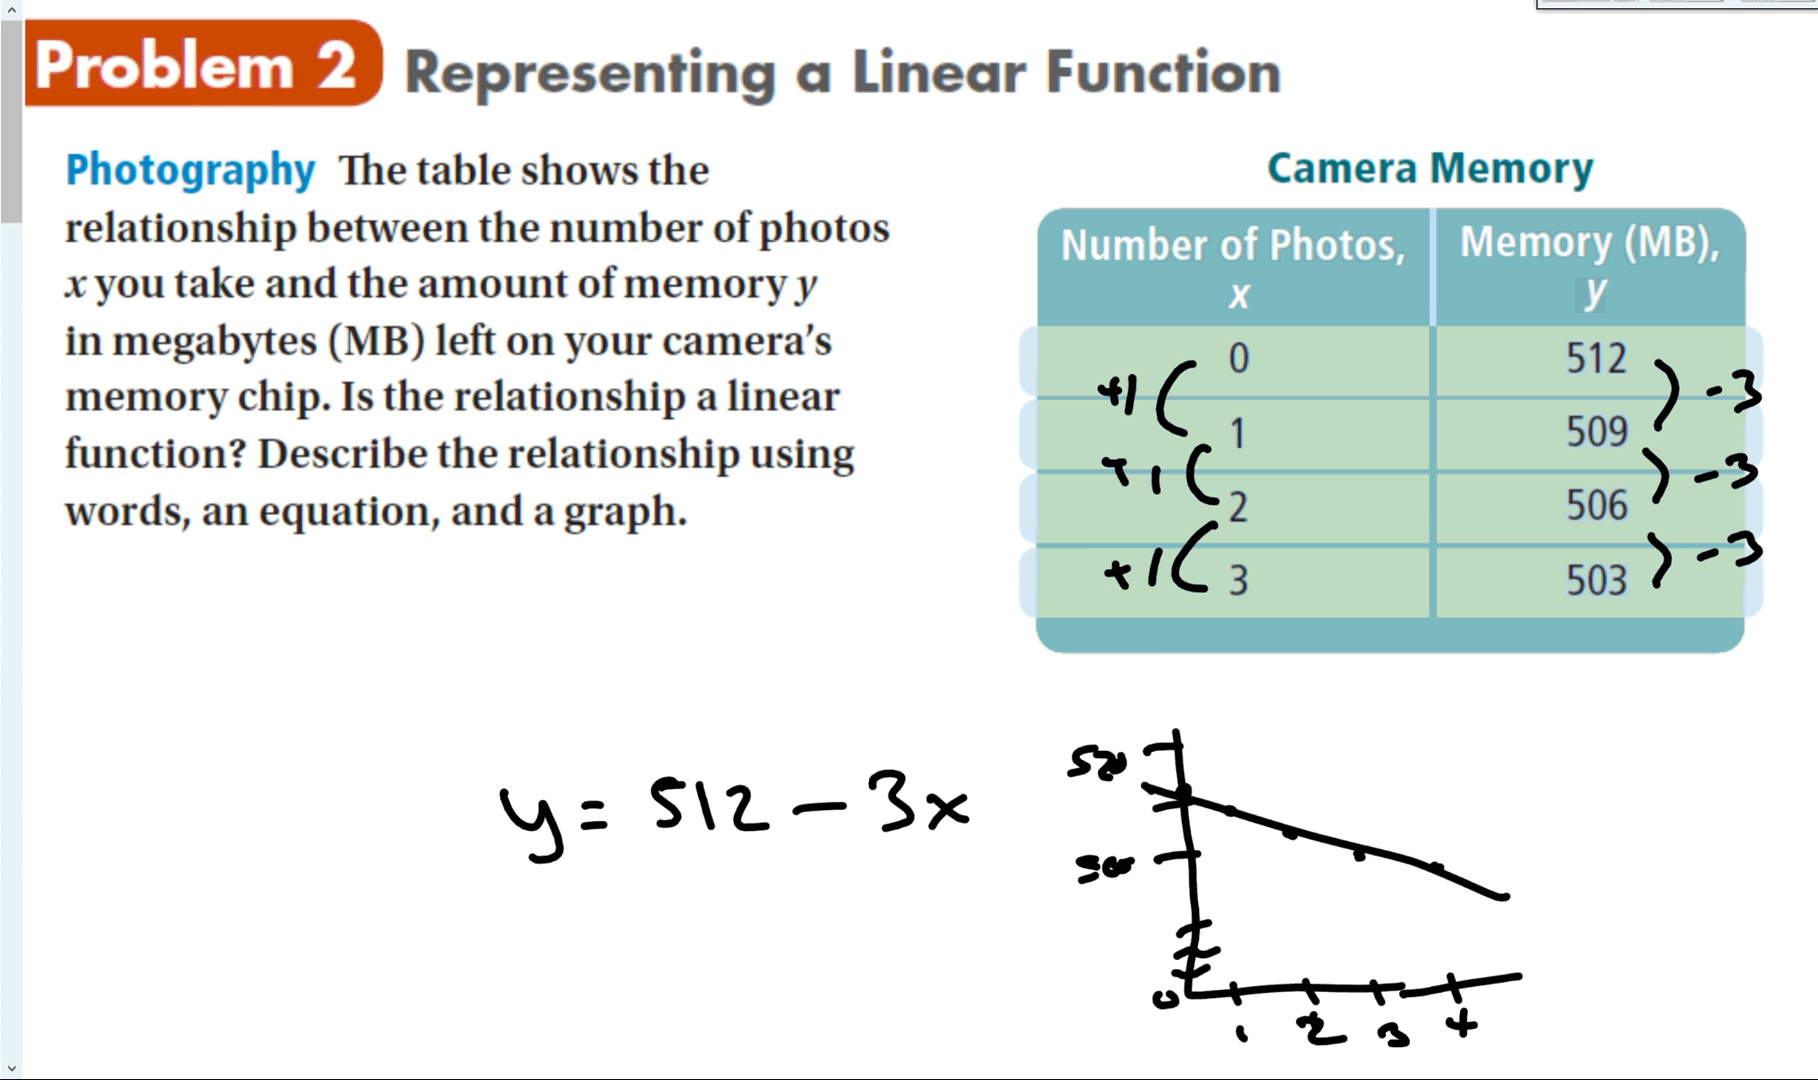 Problem 2 Representing a Linear Function
Photography The table shows the
relationship between the number of photos
x you take and the amount of memory y
in megabytes (MB) left on your camera's
memory chip. Is the relationship a linear
function? Describe the relationship using
words, an equation, and a graph.
Camera Memory
Number of Photos, x Memory (MB), y
0 512
+1 -3
1 509
+1 -3
2 506
+1 -3
3 503
y = 512 - 3x
520
500
0
1 2 3 4